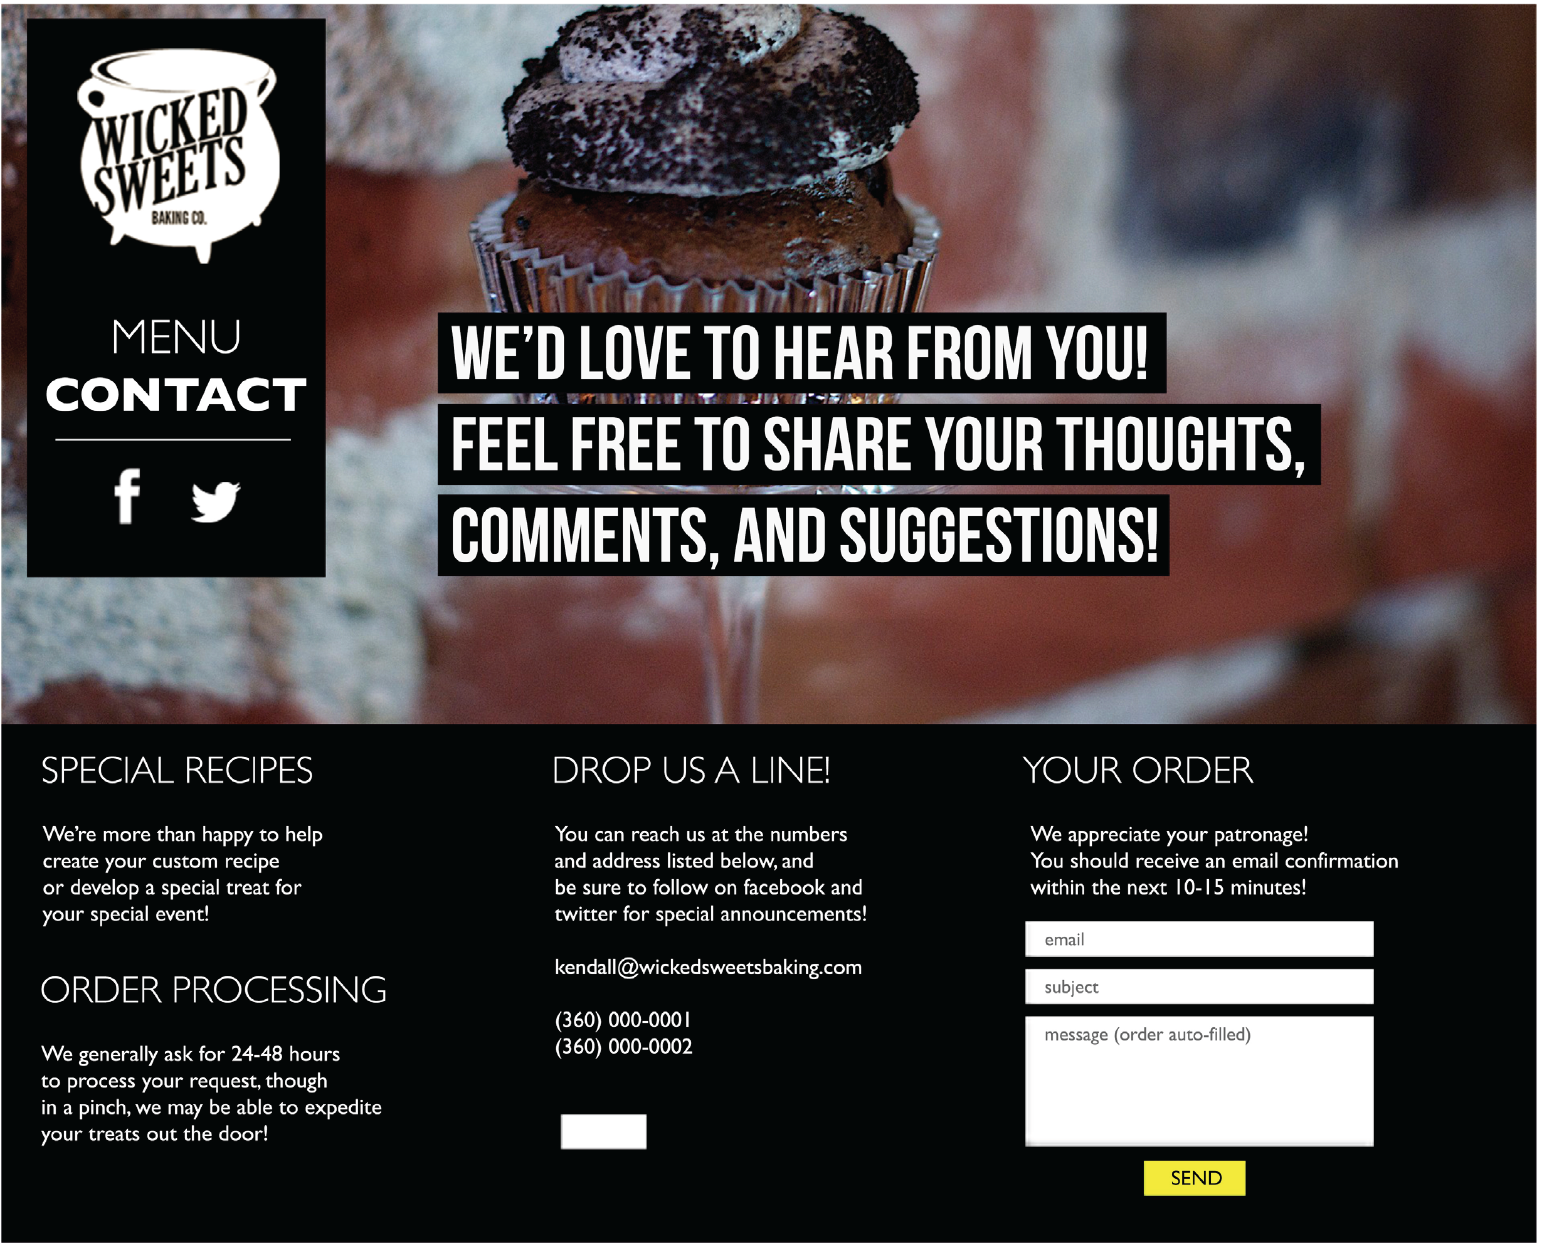 WICKED
SWEETS
BAKING CO.
MENU
CONTACT
WE'D LOVE TO HEAR FROM YOU!
FEEL FREE TO SHARE YOUR THOUGHTS,
COMMENTS, AND SUGGESTIONS!
SPECIAL RECIPES
We're more than happy to help
create your custom recipe
or develop a special treat for
your special event!
ORDER PROCESSING
We generally ask for 24-48 hours
to process your request, though
in a pinch, we may be able to expedite
your treats out the door!
DROP US A LINE!
You can reach us at the numbers
and address listed below, and
be sure to follow on facebook and
twitter for special announcements!
kendall@wickedsweetsbaking.com
(360) 000-0001
(360) 000-0002
YOUR ORDER
We appreciate your patronage!
You should receive an email confirmation
within the next 10-15 minutes!
email
subject
message (order auto-filled)
SEND